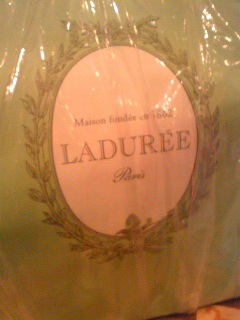 Maison fondée en 1862
LADURÉE
Paris